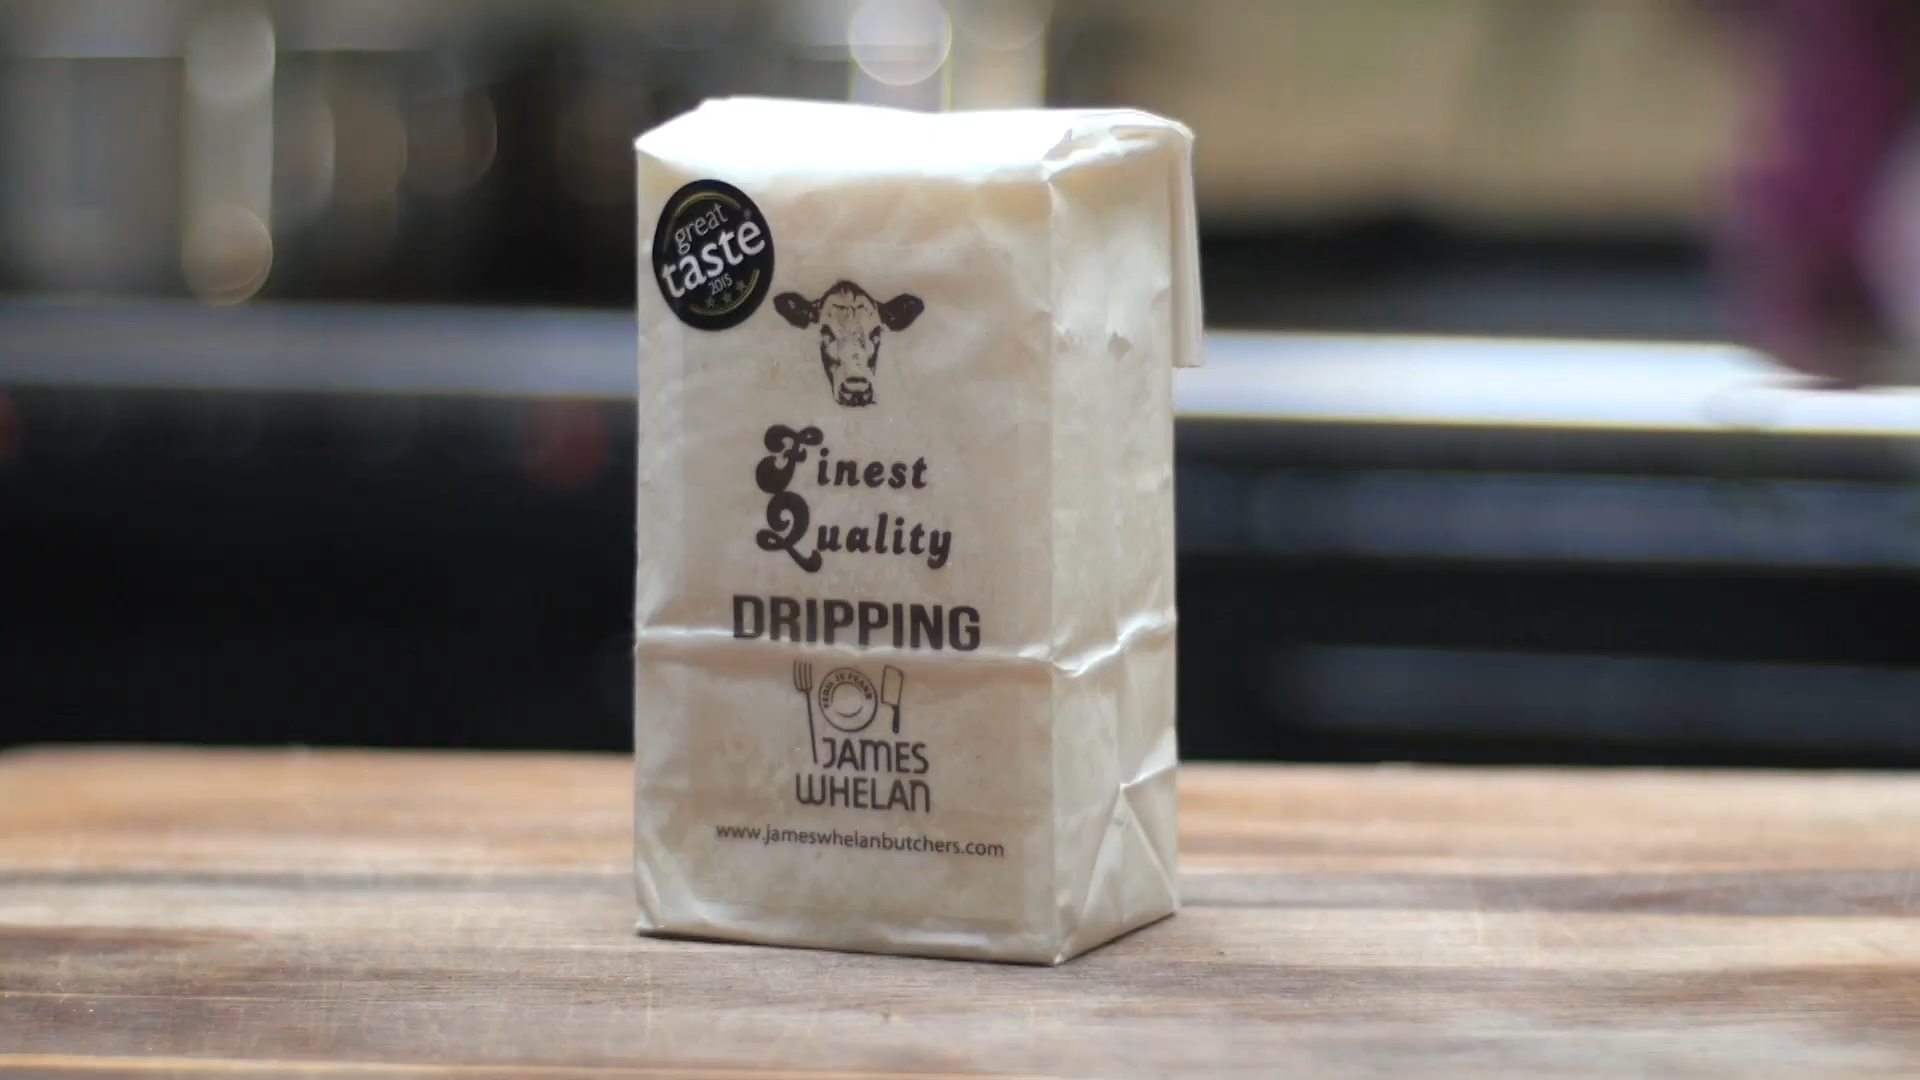 great
taste
2015
Finest
Quality
DRIPPING
JAMES
WHELAN
www.jameswhelanbutchers.com